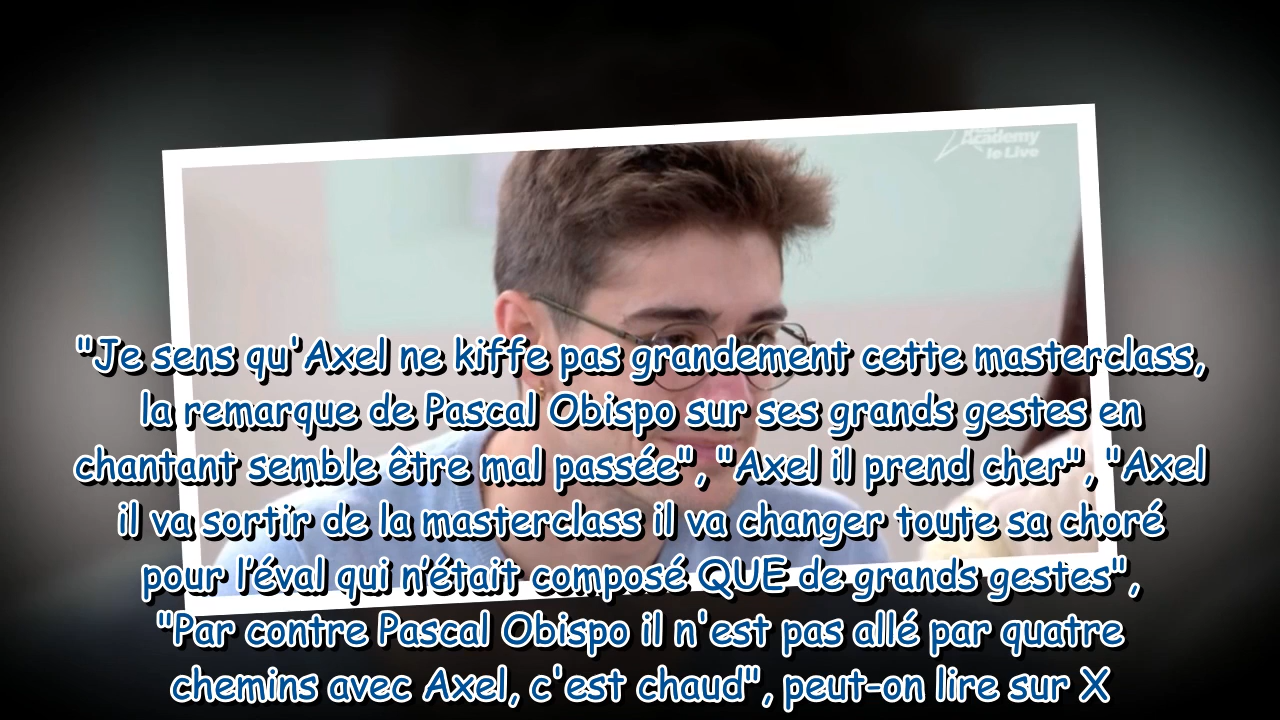 Academy
le Live
"Je sens qu'Axel ne kiffe pas grandement cette masterclass,
la remarque de Pascal Obispo sur ses grands gestes en
chantant semble être mal passée", "Axel il prend cher", "Axel
il va sortir de la masterclass il va changer toute sa choré
pour l’éval qui n’était composé QUE de grands gestes",
"Par contre Pascal Obispo il n'est pas allé par quatre
chemins avec Axel, c'est chaud", peut-on lire sur X